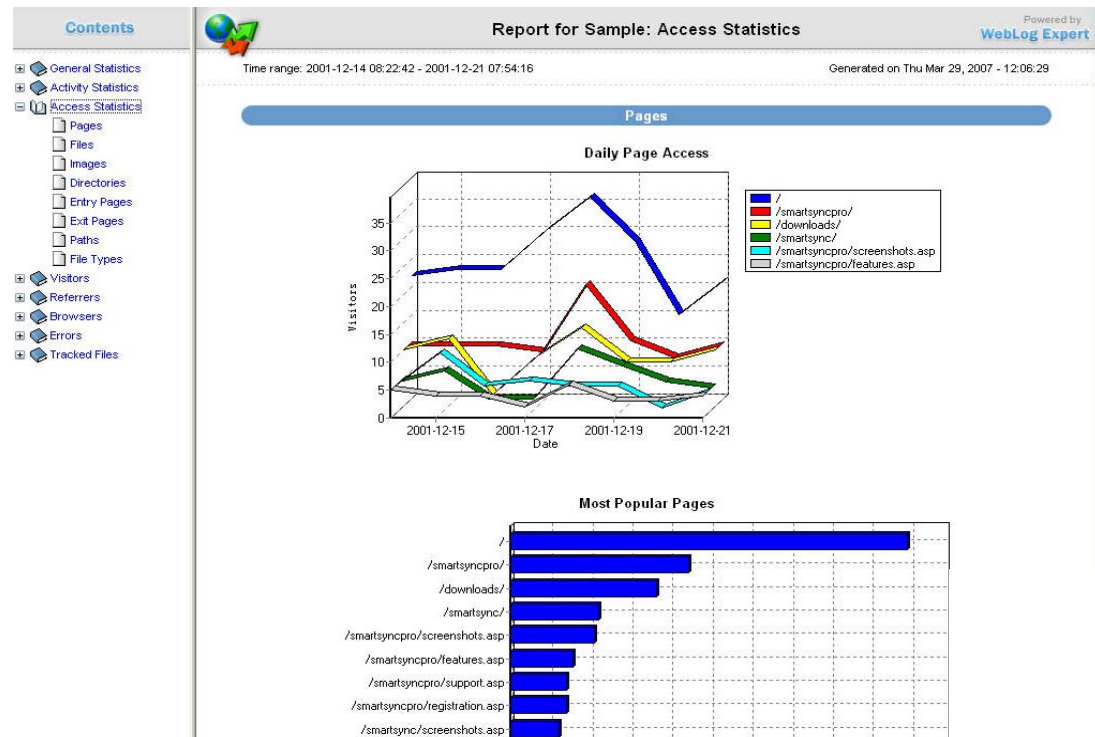 Contents
Report for Sample: Access Statistics
Powered by
WebLog Expert
Time range: 2001-12-14 08:22:42 - 2001-12-21 07:54:16
Generated on Thu Mar 29, 2007 - 12:06:29
General Statistics
Activity Statistics
Access Statistics
Pages
Files
Images
Directories
Entry Pages
Exit Pages
Paths
File Types
Visitors
Referrers
Browsers
Errors
Tracked Files
Pages
Daily Page Access
/
/smartsyncpro/
/downloads/
/smartsync/
/smartsyncpro/screenshots.asp
/smartsyncpro/features.asp
Visitors
35
30
25
20
15
10
5
0
2001-12-15 2001-12-17 2001-12-19 2001-12-21
Date
Most Popular Pages
/
/smartsyncpro/
/downloads/
/smartsync/
/smartsyncpro/screenshots.asp
/smartsyncpro/features.asp
/smartsyncpro/support.asp
/smartsyncpro/registration.asp
/smartsync/screenshots.asp